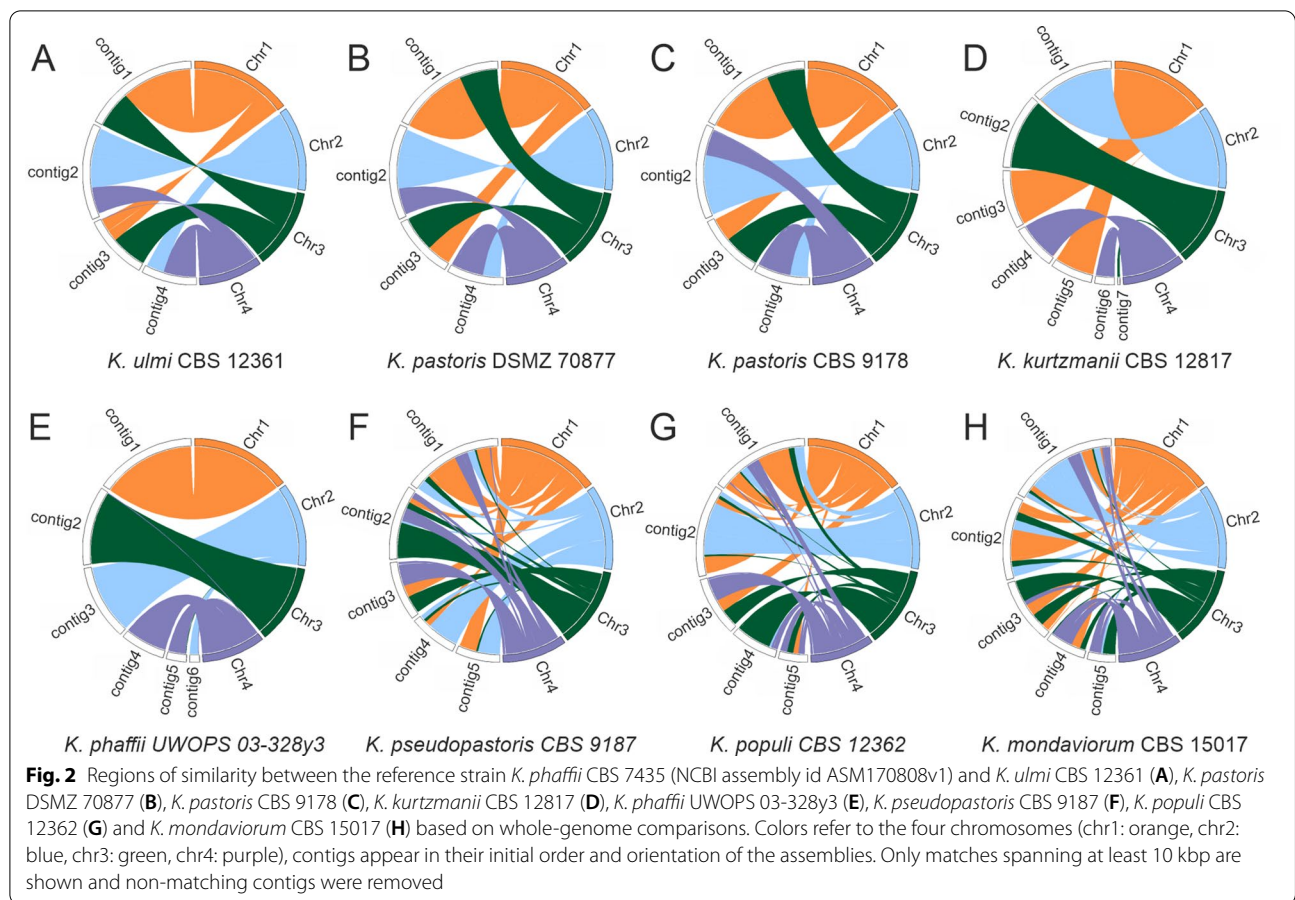 A
contig1
Chr1
Chr2
Chr3
Chr4
contig4
contig3
contig2
K. ulmi CBS 12361
B
contig1
Chr1
Chr2
Chr3
Chr4
contig4
contig3
contig2
K. pastoris DSMZ 70877
C
contig1
Chr1
Chr2
Chr3
Chr4
contig4
contig3
contig2
K. pastoris CBS 9178
D
contig1
Chr1
Chr2
Chr3
Chr4
contig7
contig6
contig5
contig4
contig3
contig2
K. kurtzmanii CBS 12817
E
contig1
Chr1
Chr2
Chr3
Chr4
contig6
contig5
contig4
contig3
contig2
K. phaffii UWOPS 03-328y3
F
contig1
Chr1
Chr2
Chr3
Chr4
contig5
contig4
contig3
contig2
K. pseudopastoris CBS 9187
G
contig1
Chr1
Chr2
Chr3
Chr4
contig5
contig4
contig3
contig2
K. populi CBS 12362
H
contig1
Chr1
Chr2
Chr3
Chr4
contig5
contig4
contig3
contig2
K. mondaviorum CBS 15017
Fig. 2 Regions of similarity between the reference strain K. phaffii CBS 7435 (NCBI assembly id ASM170808v1) and K. ulmi CBS 12361 (A), K. pastoris
DSMZ 70877 (B), K. pastoris CBS 9178 (C), K. kurtzmanii CBS 12817 (D), K. phaffii UWOPS 03-328y3 (E), K. pseudopastoris CBS 9187 (F), K. populi CBS
12362 (G) and K. mondaviorum CBS 15017 (H) based on whole-genome comparisons. Colors refer to the four chromosomes (chr1: orange, chr2:
blue, chr3: green, chr4: purple), contigs appear in their initial order and orientation of the assemblies. Only matches spanning at least 10 kbp are
shown and non-matching contigs were removed